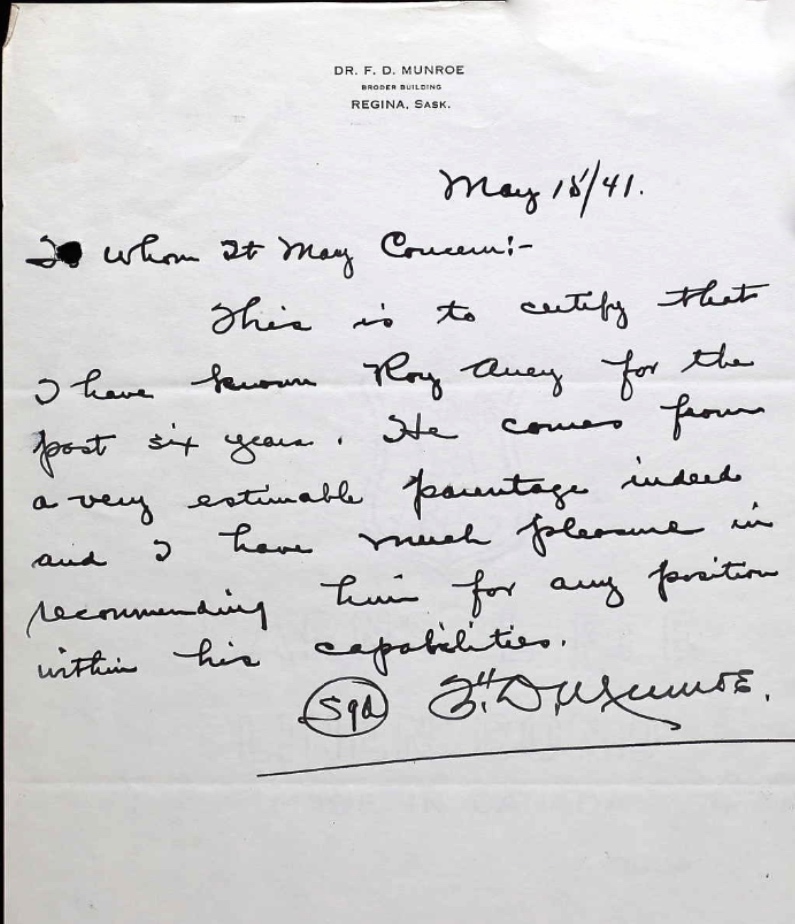 DR. F. D. MUNROE
BRODER BUILDING
REGINA, SASK.
May 15/41.
To Whom It May Concern:-
This is to certify that
I have known Roy for the
past six years. He comes from
a very estimable parentage indeed
and I have much pleasure in
recommending him for any position
within his capabilities.
Sgd F. D. Munroe.